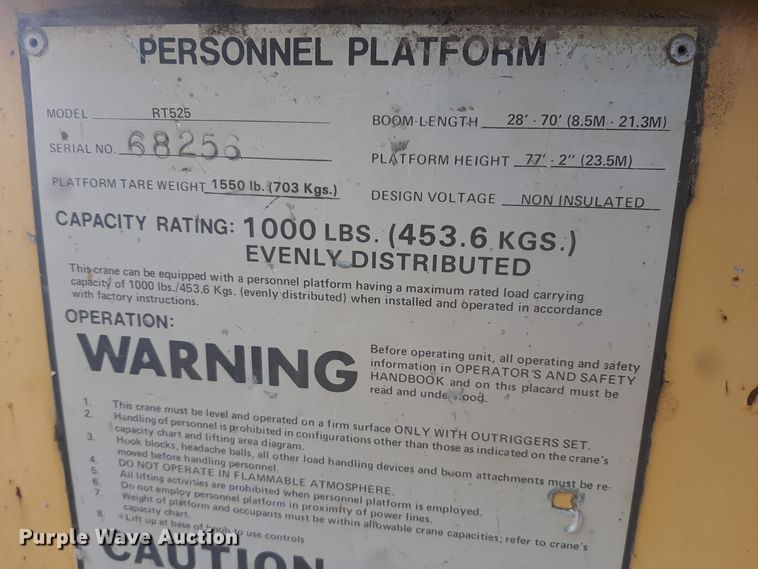 PERSONNEL PLATFORM
MODEL RT525
BOOM-LENGTH 28' - 70' (8.5M - 21.3M)
SERIAL NO. 68256
PLATFORM HEIGHT 77' - 2" (23.5M)
PLATFORM TARE WEIGHT 1550 lb. (703 Kgs.)
DESIGN VOLTAGE NON INSULATED
CAPACITY RATING: 1000 LBS. (453.6 KGS.)
EVENLY DISTRIBUTED
This crane can be equipped with a personnel platform having a maximum rated load carrying
capacity of 1000 lbs./453.6 Kgs. (evenly distributed) when installed and operated in accordance
with factory instructions.
OPERATION:
WARNING
Before operating unit, all operating and safety
information in OPERATOR'S AND SAFETY
HANDBOOK and on this placard must be
read and understood.
1. This crane must be level and operated on a firm surface ONLY WITH OUTRIGGERS SET.
2. Handling of personnel is prohibited in configurations other than those as indicated on the crane's
capacity chart and lifting area diagram.
3. Hook blocks, headache balls, all other load handling devices and boom attachments must be re-
moved before handling personnel.
4. DO NOT OPERATE IN FLAMMABLE ATMOSPHERE.
5. All lifting activities are prohibited when personnel platform is employed.
6. Do not employ personnel platform in proximity of power lines.
7. Weight of platform and occupants must be within allowable crane capacities; refer to crane's
capacity chart.
8. Lift up at base of to use controls
CAUTION
Purple Wave Auction